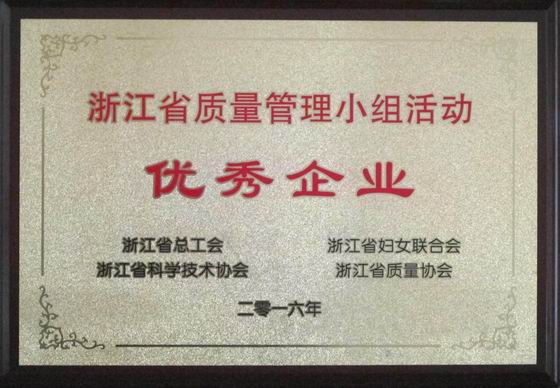 浙江省质量管理小组活动
优秀企业
浙江省总工会 浙江省妇女联合会
浙江省科学技术协会 浙江省质量协会
二零一六年